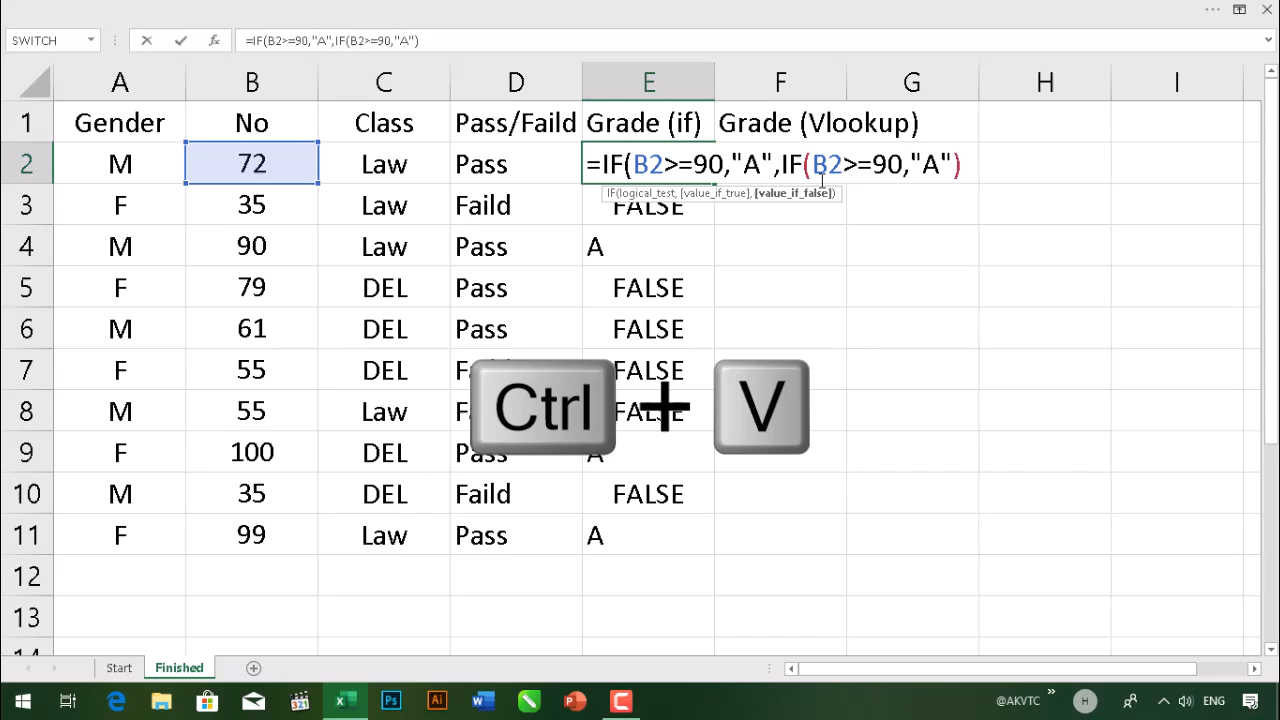 SWITCH
=IF(B2>=90,"A",IF(B2>=90,"A")
A B C D E F G H I
1 Gender No Class Pass/Faild Grade (if) Grade (Vlookup)
2 M 72 Law Pass =IF(B2>=90,"A",IF(B2>=90,"A")
IF(logical_test, [value_if_true], [value_if_false])
3 F 35 Law Faild FALSE
4 M 90 Law Pass A
5 F 79 DEL Pass FALSE
6 M 61 DEL Pass FALSE
7 F 55 DEL FALSE
8 M 55 Law FALSE
Ctrl + V
9 F 100 DEL Pass A
10 M 35 DEL Faild FALSE
11 F 99 Law Pass A
12
13
14
Start Finished
@AKVTC H ENG